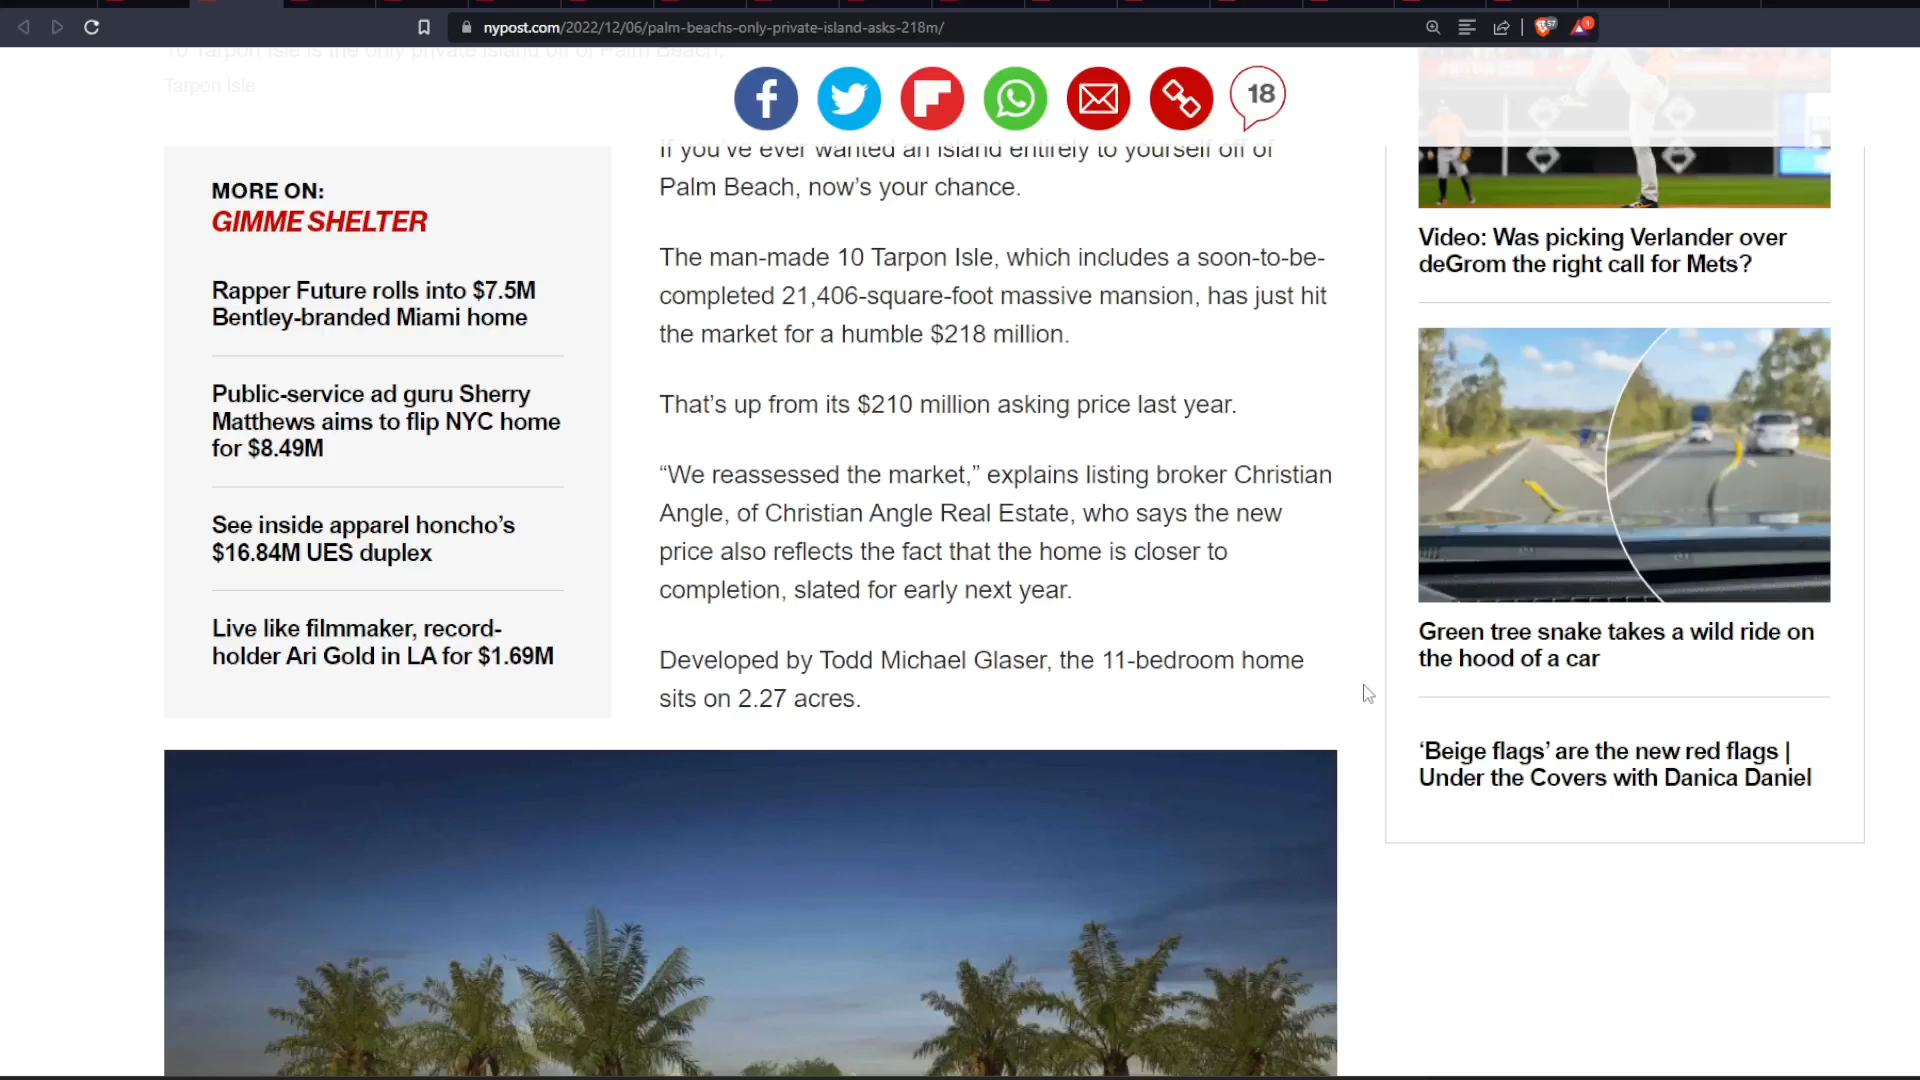 nypost.com/2022/12/06/palm-beachs-only-private-island-asks-218m/
57
1
10 Tarpon Isle is the only private island off of Palm Beach.
Tarpon Isle
18
MORE ON:
GIMME SHELTER
Rapper Future rolls into $7.5M
Bentley-branded Miami home
Public-service ad guru Sherry
Matthews aims to flip NYC home
for $8.49M
See inside apparel honcho’s
$16.84M UES duplex
Live like filmmaker, record-
holder Ari Gold in LA for $1.69M
If you’ve ever wanted an island entirely to yourself off of
Palm Beach, now’s your chance.
The man-made 10 Tarpon Isle, which includes a soon-to-be-
completed 21,406-square-foot massive mansion, has just hit
the market for a humble $218 million.
That’s up from its $210 million asking price last year.
“We reassessed the market,” explains listing broker Christian
Angle, of Christian Angle Real Estate, who says the new
price also reflects the fact that the home is closer to
completion, slated for early next year.
Developed by Todd Michael Glaser, the 11-bedroom home
sits on 2.27 acres.
Video: Was picking Verlander over
deGrom the right call for Mets?
Green tree snake takes a wild ride on
the hood of a car
‘Beige flags’ are the new red flags |
Under the Covers with Danica Daniel